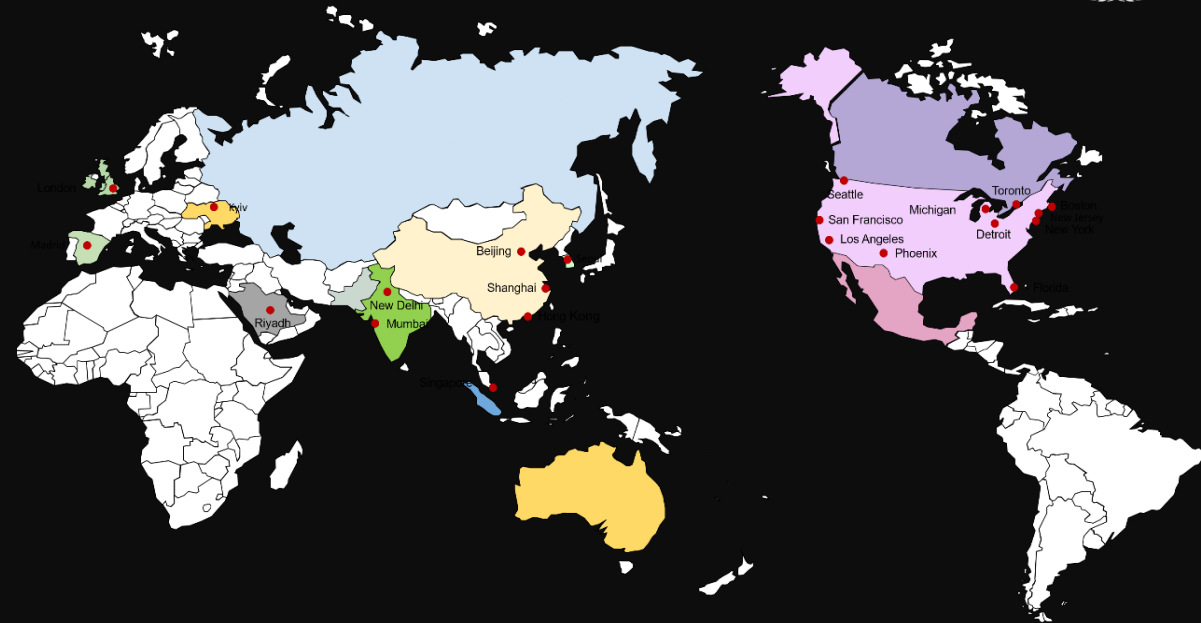 London
Kyiv
Madrid
Riyadh
Beijing
Seoul
Shanghai
New Delhi
Hong Kong
Mumbai
Singapore
Seattle
Toronto
Michigan
Boston
San Francisco
New Jersey
New York
Detroit
Los Angeles
Phoenix
Florida